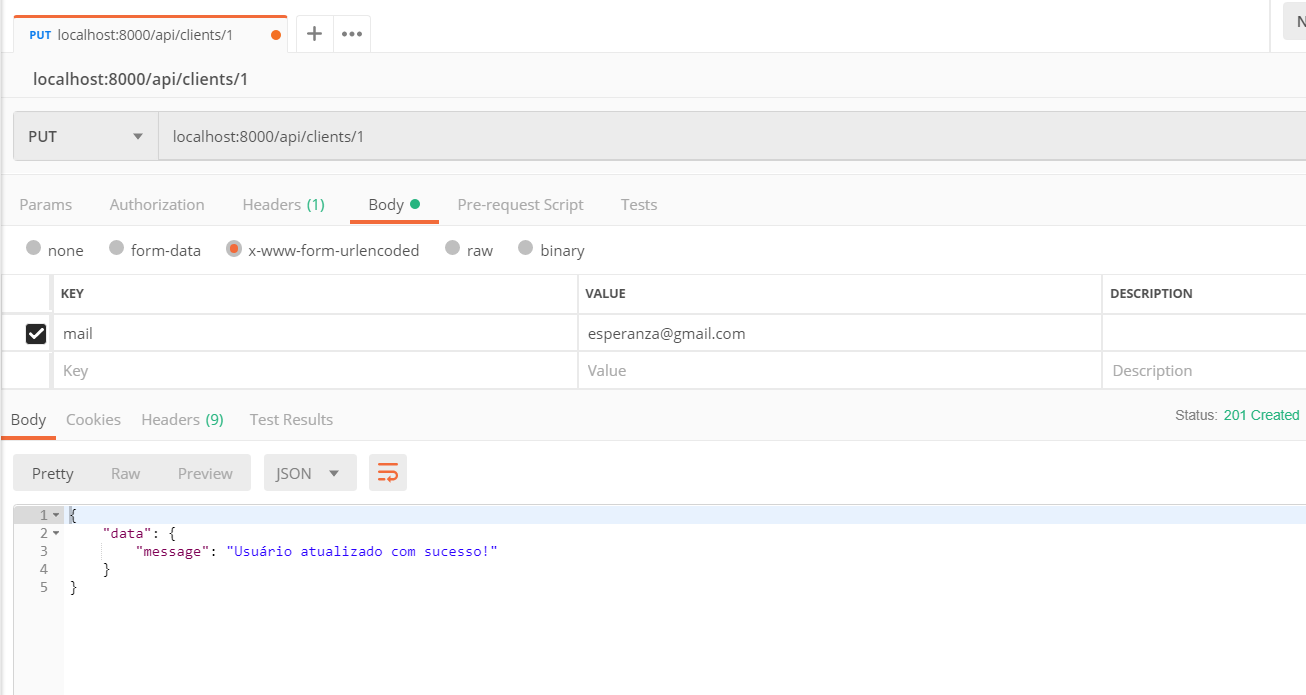 PUT localhost:8000/api/clients/1
N
localhost:8000/api/clients/1
PUT localhost:8000/api/clients/1
Params Authorization Headers (1) Body Pre-request Script Tests
none form-data x-www-form-urlencoded raw binary
KEY VALUE DESCRIPTION
mail esperanza@gmail.com
Key Value Description
Body Cookies Headers (9) Test Results Status: 201 Created
Pretty Raw Preview JSON
1 {
2 "data": {
3 "message": "Usuário atualizado com sucesso!"
4 }
5 }